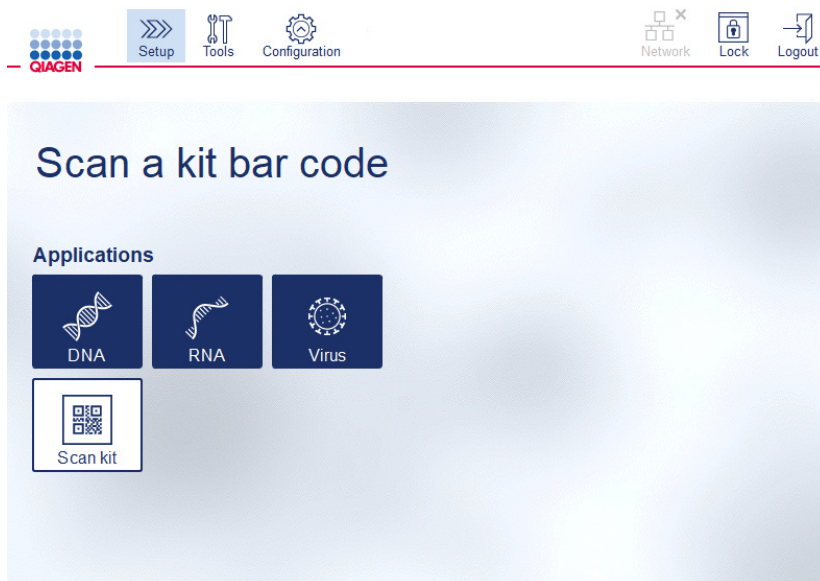 QIAGEN
Setup
Tools
Configuration
Network
Lock
Logout
Scan a kit bar code
Applications
DNA
RNA
Virus
Scan kit